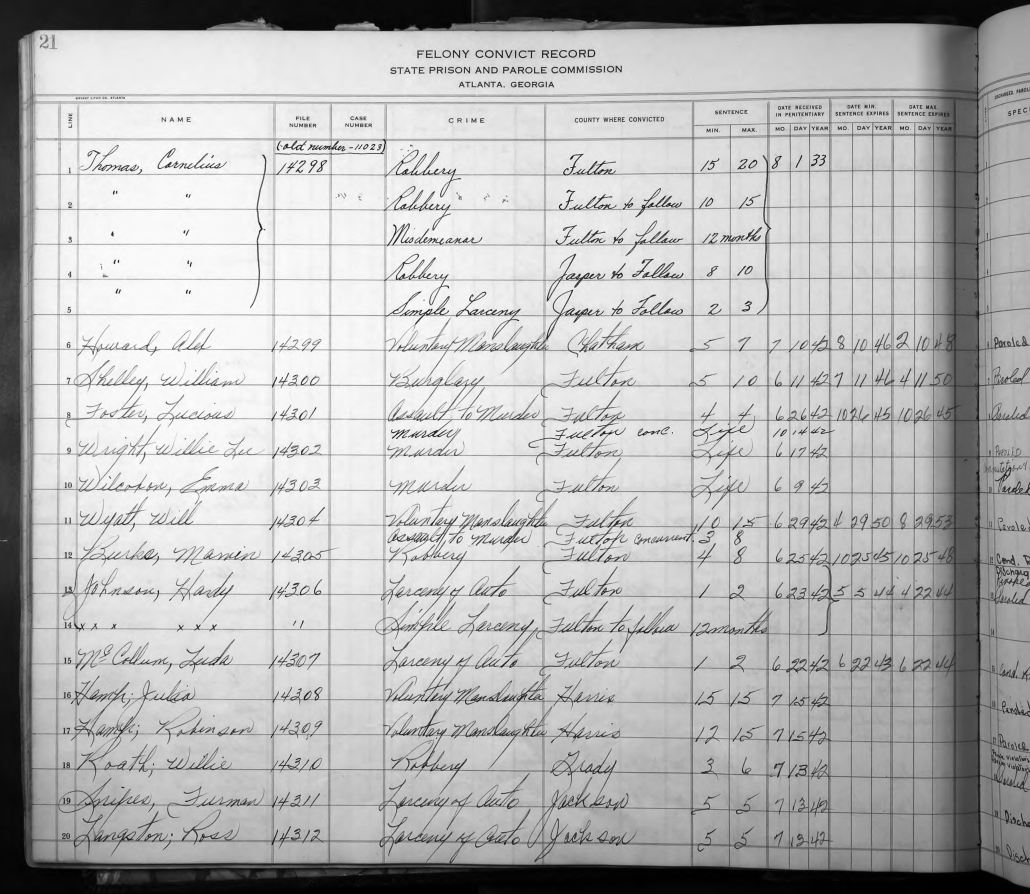 21
FELONY CONVICT RECORD
STATE PRISON AND PAROLE COMMISSION
ATLANTA, GEORGIA
LINE NAME FILE NUMBER CASE NUMBER CRIME COUNTY WHERE CONVICTED SENTENCE MIN. MAX. DATE RECEIVED IN PENITENTIARY MO. DAY YEAR DATE MIN. SENTENCE EXPIRES MO. DAY YEAR DATE MAX. SENTENCE EXPIRES MO. DAY YEAR
(old number - 11023)
1 Thomas, Cornelius 14298 Robbery Fulton 15 20 8 1 33
2 " " Robbery Fulton to follow 10 15
3 " " Misdemeanor Fulton to follow 12 months
4 " " Robbery Jasper to Follow 8 10
5 " " Simple Larceny Jasper to Follow 2 3
6 Howard, Alex 14299 Voluntary Manslaughter Chatham 5 7 7 10 42 8 10 46 2 10 48 Paroled
7 Shelley, William 14300 Burglary Fulton 5 10 6 11 42 7 11 46 4 11 50 Paroled
8 Foster, Lucious 14301 Assault To Murder Fulton 4 4 6 26 42 10 26 45 10 26 45 Paroled
Murder Fulton conc. Life 10 14 42
9 Wright, Willie Lee 14302 Murder Fulton Life 6 17 42
10 Wilcoxon, Emma 14303 Murder Fulton Life 6 9 42 Paroled
11 Wyatt, Will 14304 Voluntary Manslaughter Fulton 10 15 6 29 42 4 29 50 8 29 53
Assault, to Murder Fulton concurrent 3 8
12 Burks, Marvin 14305 Robbery Fulton 4 8 6 25 42 10 25 45 10 25 48 Cond.
13 Johnson, Hardy 14306 Larceny of Auto Fulton 1 2 6 23 42 5 5 44 4 22 44
14 x x x x x x " Simple Larceny, Fulton to follow 12 months
15 McCollum, Luda 14307 Larceny of Auto Fulton 1 2 6 22 42 6 22 43 6 22 44 Cond.
16 Hamp; Julia 14308 Voluntary Manslaughter Harris 15 15 7 15 42 Paroled
17 Hamp; Robinson 14309 Voluntary Manslaughter Harris 12 15 7 15 42 Paroled
18 Roath; Willie 14310 Robbery Grady 3 6 7 13 42
19 Snipes, Furman 14311 Larceny of Auto Jackson 5 5 7 13 42
20 Langston; Ross 14312 Larceny of Auto Jackson 5 5 7 13 42